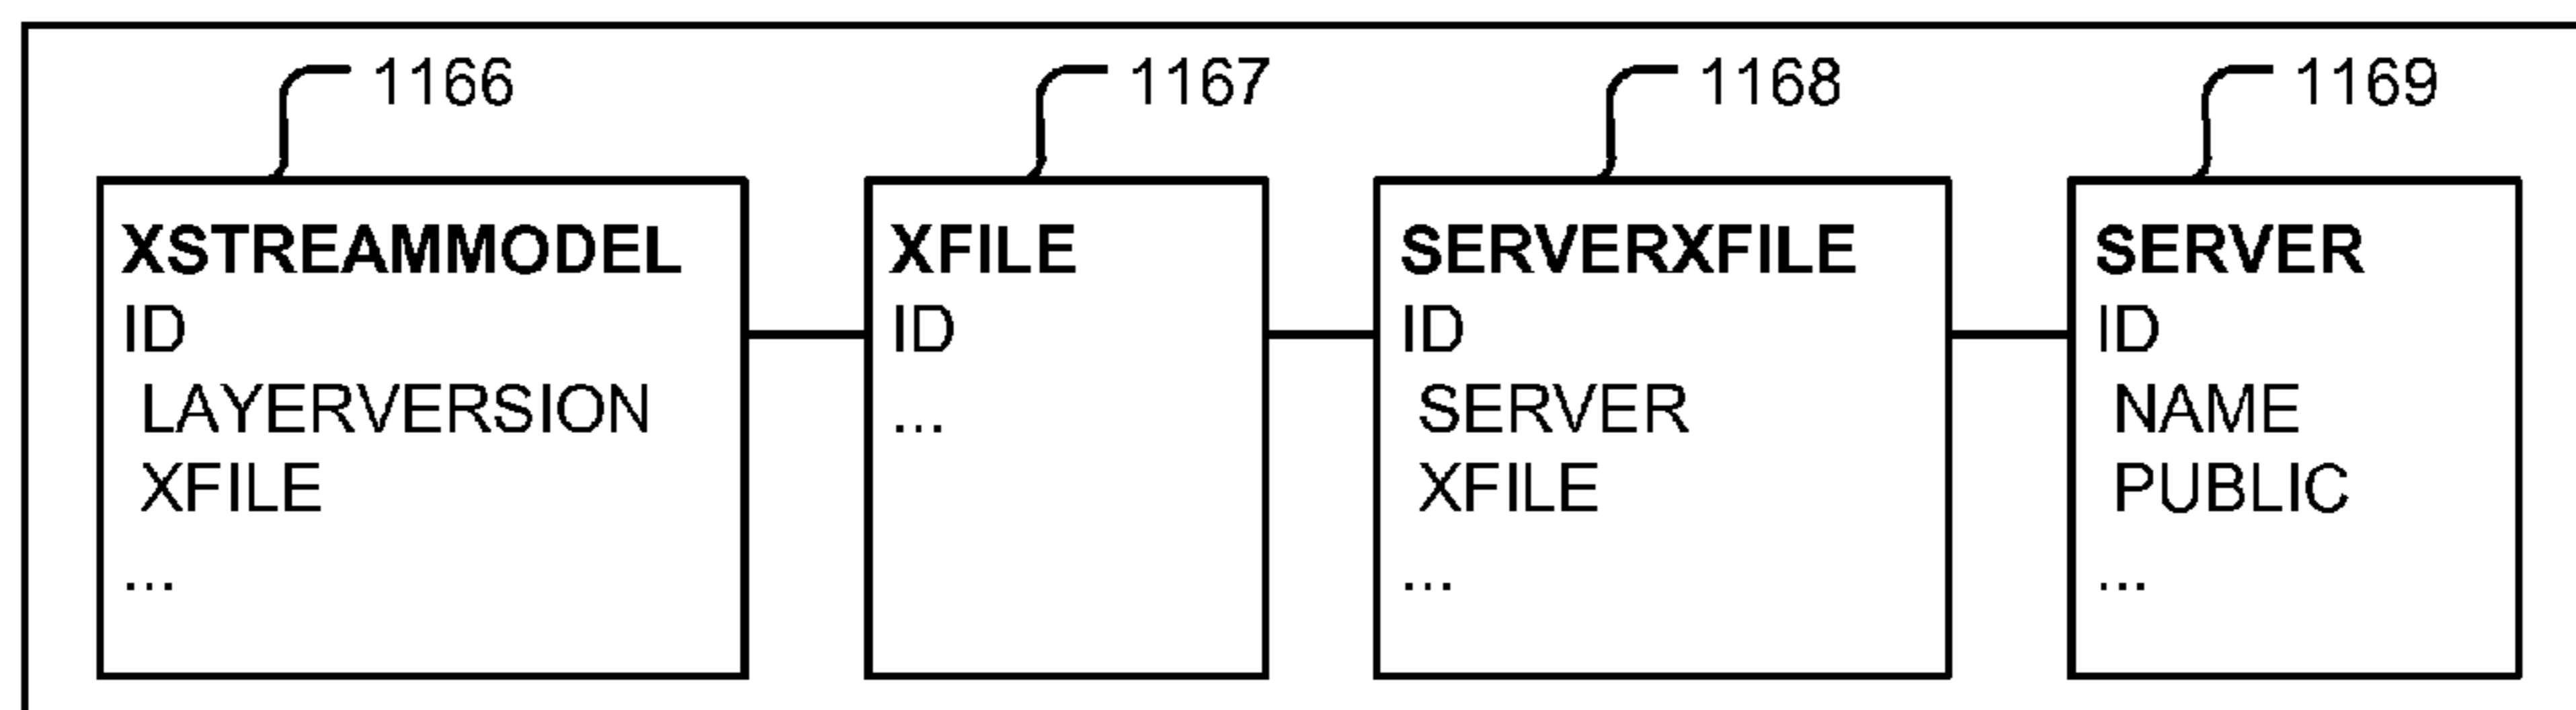 1166 1167 1168 1169
XSTREAMMODEL
ID
LAYERVERSION
XFILE
...
XFILE
ID
...
SERVERXFILE
ID
SERVER
XFILE
...
SERVER
ID
NAME
PUBLIC
...